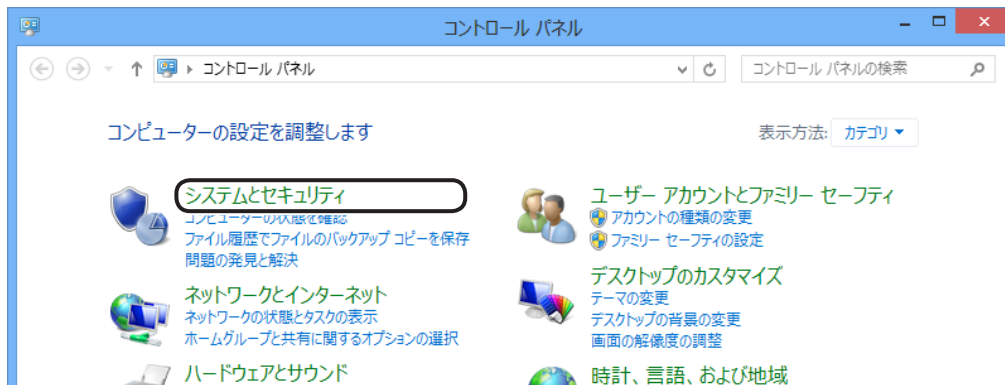 コントロール パネル
コントロール パネル
コントロール パネルの検索
コンピューターの設定を調整します
表示方法: カテゴリ
システムとセキュリティ
コンピューターの状態を確認
ファイル履歴でファイルのバックアップ コピーを保存
問題の発見と解決
ネットワークとインターネット
ネットワークの状態とタスクの表示
ホームグループと共有に関するオプションの選択
ハードウェアとサウンド
ユーザー アカウントとファミリー セーフティ
アカウントの種類の変更
ファミリー セーフティの設定
デスクトップのカスタマイズ
テーマの変更
デスクトップの背景の変更
画面の解像度の調整
時計、言語、および地域